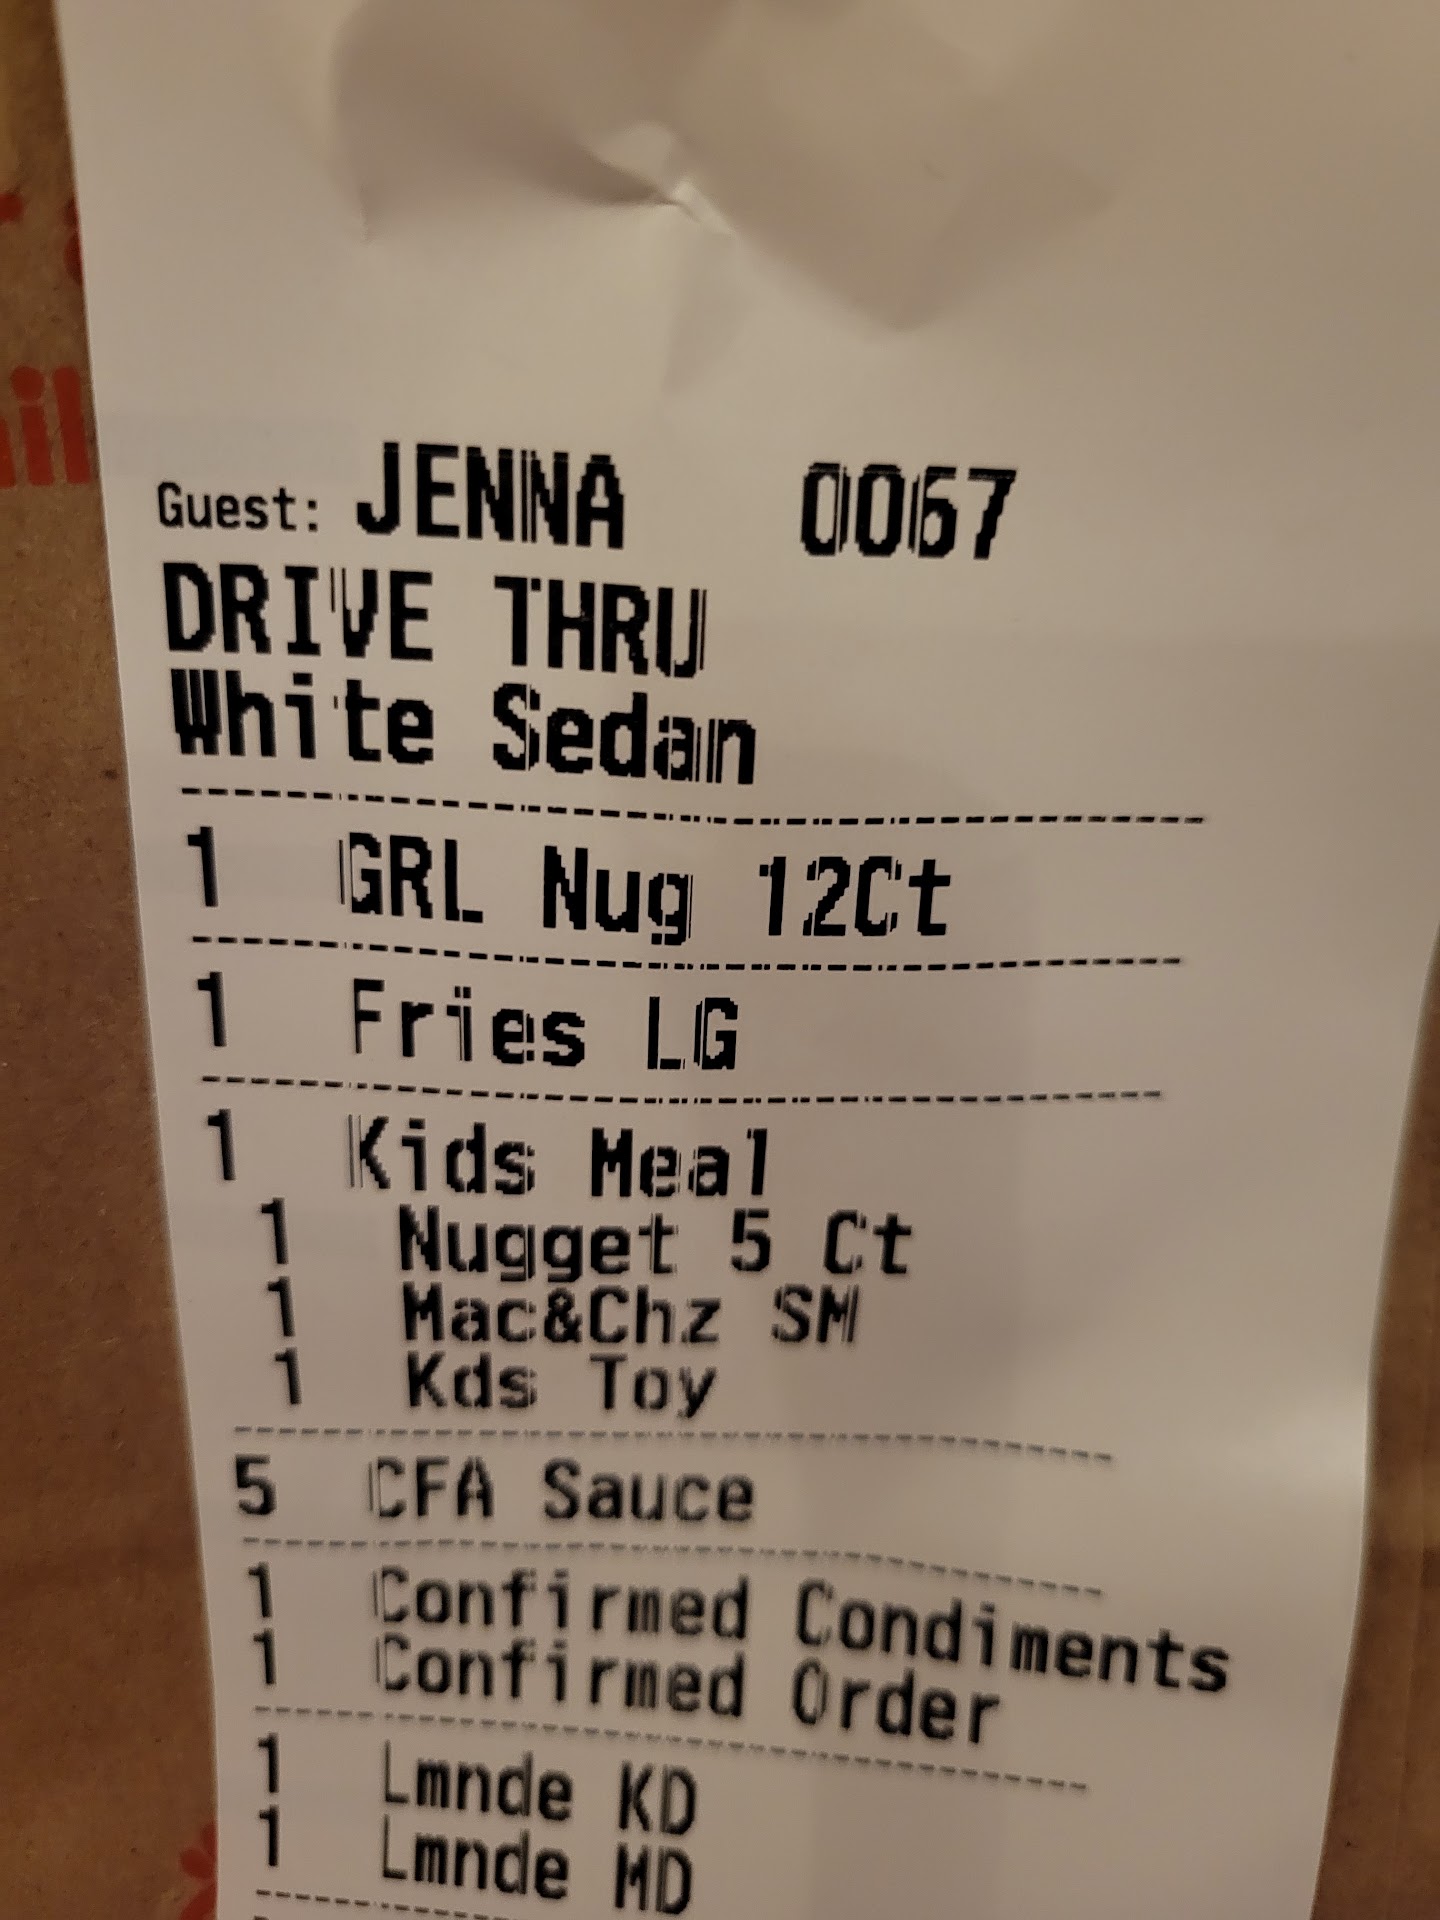 Guest: JENNA 0067
DRIVE THRU
White Sedan
1 GRL Nug 12Ct
1 Fries LG
1 Kids Meal
1 Nugget 5 Ct
1 Mac&Chz SM
1 Kds Toy
5 CFA Sauce
1 Confirmed Condiments
1 Confirmed Order
1 Lmnde KD
1 Lmnde MD